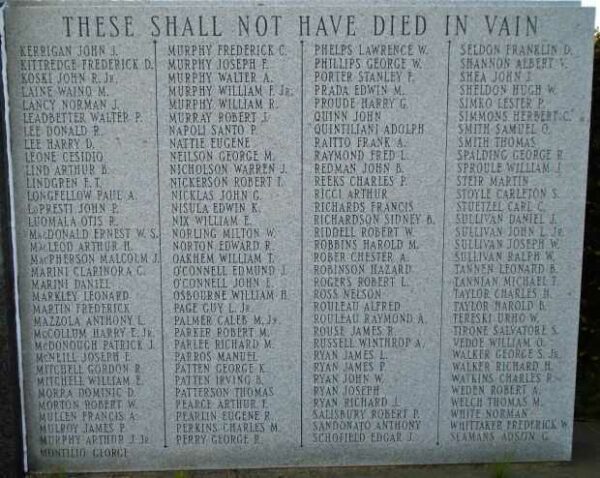 THESE SHALL NOT HAVE DIED IN VAIN
KERRIGAN JOHN J.
KITTREDGE FREDERICK D.
KOSKI JOHN R. JR.
LAINE WAINO M.
LANCY NORMAN J.
LEADBETTER WALTER P.
LEE DONALD R.
LEE HARRY D.
LEONE CESIDIO
LIND ARTHUR B.
LINDGREN E. T.
LONGFELLOW PAUL A.
LOPRESTI JOHN P.
LUOMALA OTIS R.
MACDONALD ERNEST W. S.
MACLEOD ARTHUR H.
MACPHERSON MALCOLM J.
MARINI CLARINORA G.
MARINI DANIEL
MARKLEY LEONARD
MARTIN FREDERICK
MAZZOLA ANTHONY L.
MCCOLLUM HARRY E. JR.
MCDONOUGH PATRICK J.
MCNEILL JOSEPH E.
MITCHELL GORDON R.
MITCHELL WILLIAM E.
MORRA DOMINIC D.
MORTON ROBERT W.
MULLEN FRANCIS A.
MULROY JAMES P.
MURPHY ARTHUR J. JR.
MONTILIO GEORGE
MURPHY FREDERICK C.
MURPHY JOSEPH F.
MURPHY WALTER A.
MURPHY WILLIAM F. JR.
MURPHY WILLIAM R.
MURRAY ROBERT J.
NAPOLI SANTO P.
NATTIE EUGENE
NEILSON GEORGE M.
NICHOLSON WARREN J.
NICKERSON ROBERT I.
NICKLAS JOHN G.
NISULA EDWIN K.
NIX WILLIAM E.
NORLING MILTON W.
NORTON EDWARD R.
OAKHEM WILLIAM T.
O'CONNELL EDMUND J.
O'CONNELL JOHN E.
OSBOURNE WILLIAM H.
PAGE GUY L. JR.
PALMER CALEB M. JR.
PARKER ROBERT M.
PARLEE RICHARD M.
PARROS MANUEL
PATTEN GEORGE K.
PATTEN IRVING B.
PATTERSON THOMAS
PEARCE ARTHUR F.
PEARLIN EUGENE R.
PERKINS CHARLES M.
PERRY GEORGE R.
PHELPS LAWRENCE W.
PHILLIPS GEORGE W.
PORTER STANLEY F.
PRADA EDWIN M.
PROUDE HARRY G.
QUINN JOHN
QUINTILIANI ADOLPH
RAITTO FRANK A.
RAYMOND FRED L.
REDMAN JOHN B.
REEKS CHARLES P.
RICCI ARTHUR
RICHARDS FRANCIS
RICHARDSON SIDNEY B.
RIDDELL ROBERT W.
ROBBINS HAROLD M.
ROBER CHESTER A.
ROBINSON HAZARD
ROGERS ROBERT L.
ROSS NELSON
ROULEAU ALFRED
ROULEAU RAYMOND A.
ROUSE JAMES R.
RUSSELL WINTHROP A.
RYAN JAMES L.
RYAN JAMES P.
RYAN JOHN W.
RYAN JOSEPH
RYAN RICHARD J.
SALISBURY ROBERT P.
SANDONATO ANTHONY
SCHOFIELD EDGAR J.
SELDON FRANKLIN D.
SHANNON ALBERT V.
SHEA JOHN J.
SHELDON HUGH W.
SIMKO LESTER P.
SIMMONS HERBERT C.
SMITH SAMUEL O.
SMITH THOMAS
SPALDING GEORGE R.
SPROULE WILLIAM J.
STEIR MARTIN
STOYLE CARLETON S.
STUETZEL CARL C.
SULLIVAN DANIEL J.
SULLIVAN JOHN L. JR.
SULLIVAN JOSEPH W.
SULLIVAN RALPH W.
TANNEN LEONARD B.
TANNIAN MICHAEL T.
TAYLOR CHARLES H.
TAYLOR HAROLD B.
TERESKI URHO W.
TIRONE SALVATORE S.
VEDOE WILLIAM O.
WALKER GEORGE S. JR.
WALKER RICHARD H.
WATKINS CHARLES R.
WEDEN ROBERT A.
WELCH THOMAS M.
WHITE NORMAN
WHITTAKER FREDERICK W.
SEAMANS ADSON G.